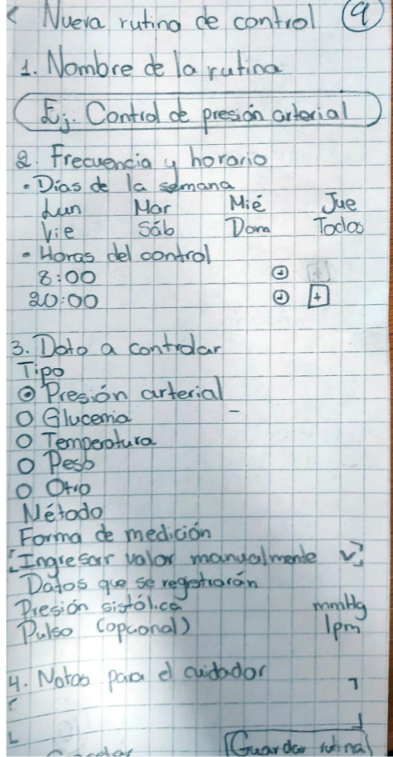 < Nueva rutina de control 9
1. Nombre de la rutina
Ej. Control de presión arterial
2. Frecuencia y horario
• Días de la semana
Lun Mar Mié Jue
Vie Sáb Dom Todos
• Horas del control
8:00
20:00 +
3. Dato a controlar
Tipo
Presión arterial
Glucemia
Temperatura
Peso
Otro
Método
Forma de medición
[Ingresar valor manualmente v]
Datos que se registrarán
Presión sistólica mmHg
Pulso (opcional) lpm
4. Notas para el cuidador
Guardar rutina